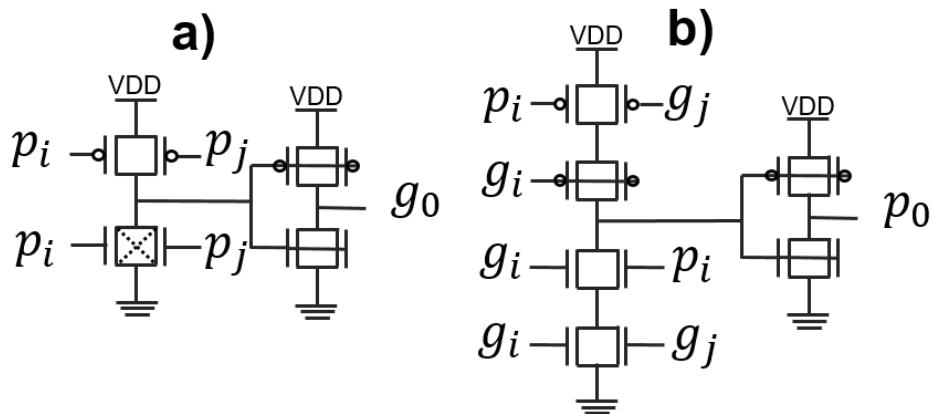 a)
VDD
VDD
p_i p_j
g_0
p_i p_j
b)
VDD
p_i g_j
VDD
g_i
p_0
g_i p_i
g_i g_j